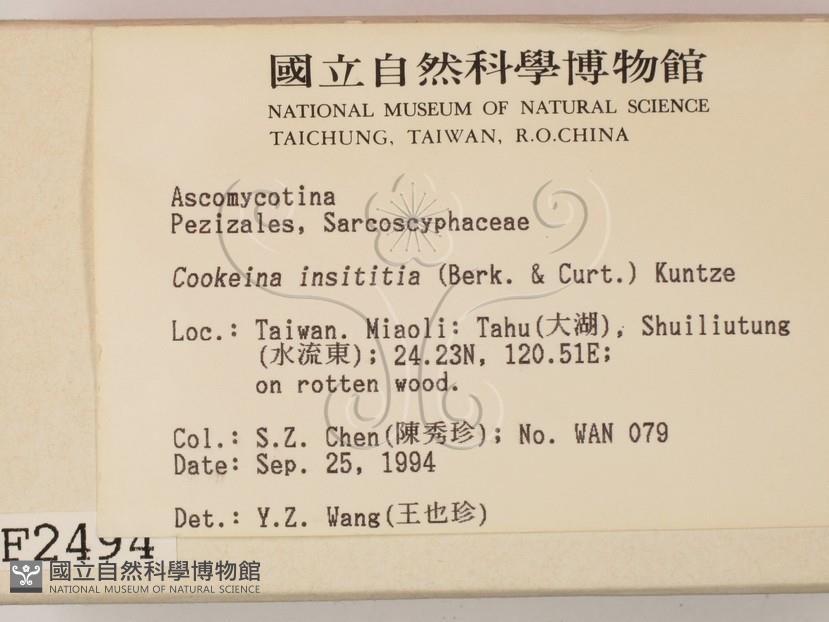 國立自然科學博物館
NATIONAL MUSEUM OF NATURAL SCIENCE
TAICHUNG, TAIWAN, R.O.CHINA
Ascomycotina
Pezizales, Sarcoscyphaceae
Cookeina insititia (Berk. & Curt.) Kuntze
Loc.: Taiwan. Miaoli: Tahu(大湖), Shuiliutung
(水流東); 24.23N, 120.51E;
on rotten wood.
Col.: S.Z. Chen(陳秀珍); No. WAN 079
Date: Sep. 25, 1994
Det.: Y.Z. Wang(王也珍)
F2494
國立自然科學博物館
NATIONAL MUSEUM OF NATURAL SCIENCE